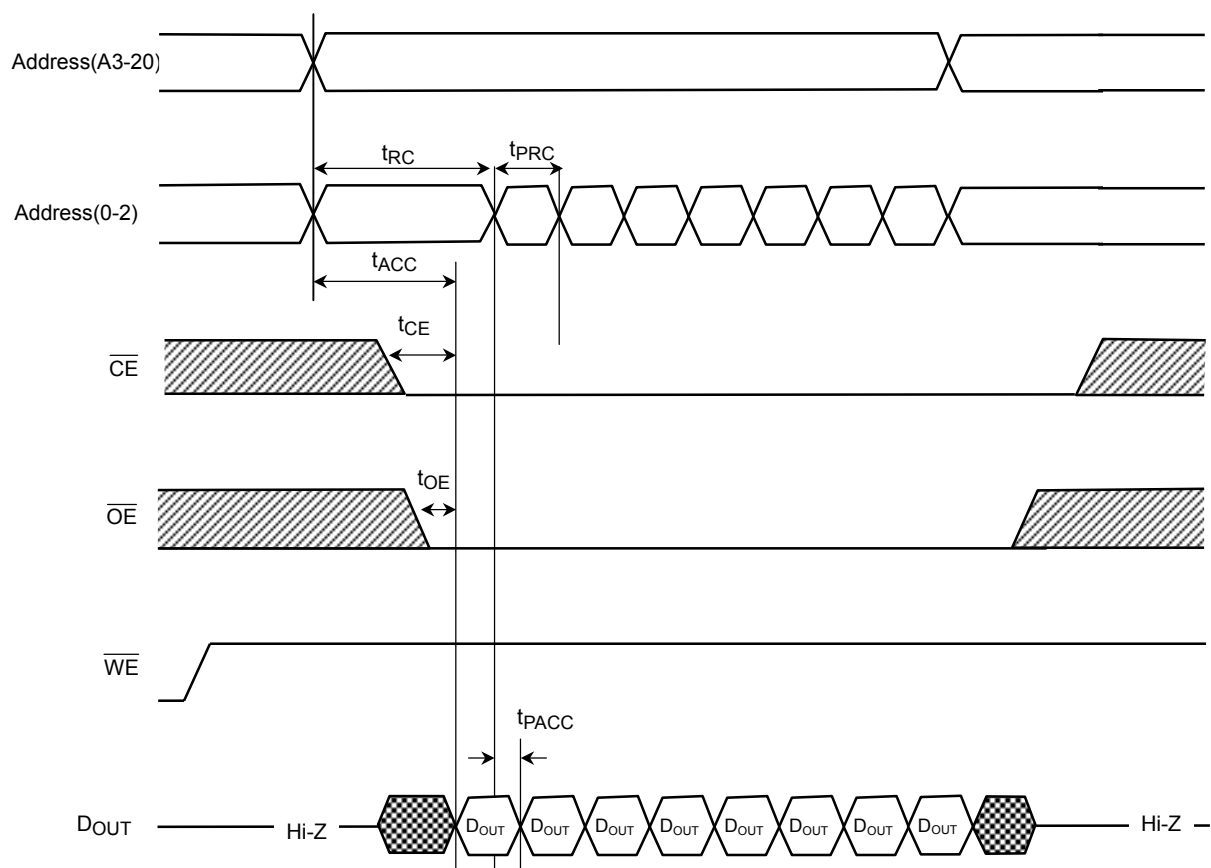 Address(A3-20)
tRC
tPRC
Address(0-2)
tACC
tCE
CE
tOE
OE
WE
tPACC
DOUT
Hi-Z
DOUT DOUT DOUT DOUT DOUT DOUT DOUT DOUT
Hi-Z